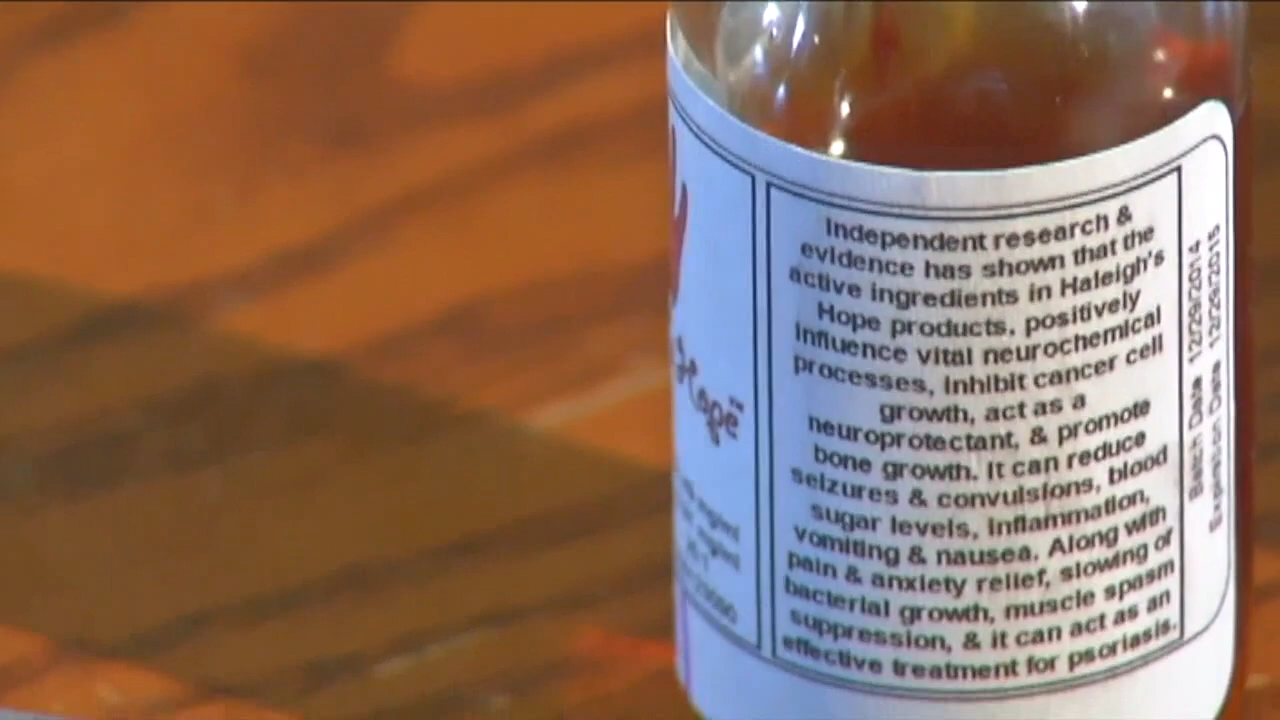 Hope™
Independent research &
evidence has shown that the
active ingredients in Haleigh's
Hope products, positively
influence vital neurochemical
processes, inhibit cancer cell
growth, act as a
neuroprotectant, & promote
bone growth. It can reduce
seizures & convulsions, blood
sugar levels, inflammation,
vomiting & nausea. Along with
pain & anxiety relief, slowing of
bacterial growth, muscle spasm
suppression, & it can act as an
effective treatment for psoriasis.
Batch Date 12/29/2014
Expiration Date 12/29/2015